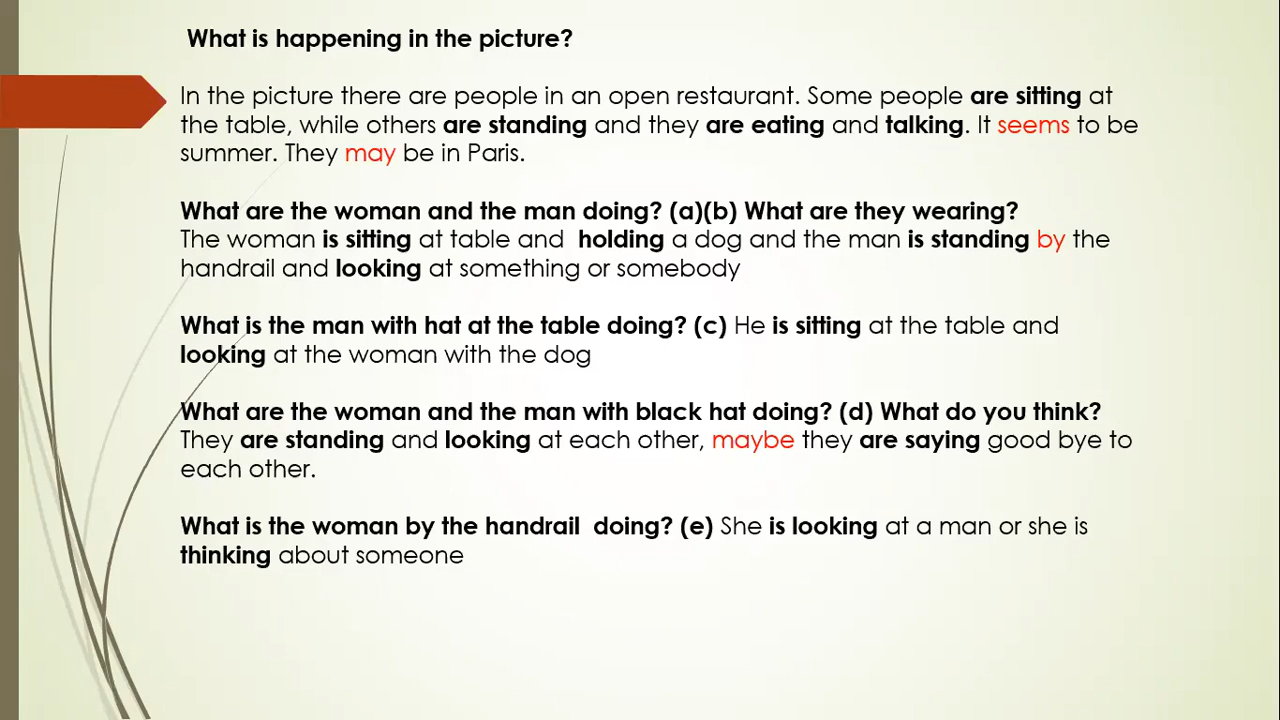 What is happening in the picture?
In the picture there are people in an open restaurant. Some people are sitting at
the table, while others are standing and they are eating and talking. It seems to be
summer. They may be in Paris.
What are the woman and the man doing? (a)(b) What are they wearing?
The woman is sitting at table and  holding a dog and the man is standing by the
handrail and looking at something or somebody
What is the man with hat at the table doing? (c) He is sitting at the table and
looking at the woman with the dog
What are the woman and the man with black hat doing? (d) What do you think?
They are standing and looking at each other, maybe they are saying good bye to
each other.
What is the woman by the handrail  doing? (e) She is looking at a man or she is
thinking about someone